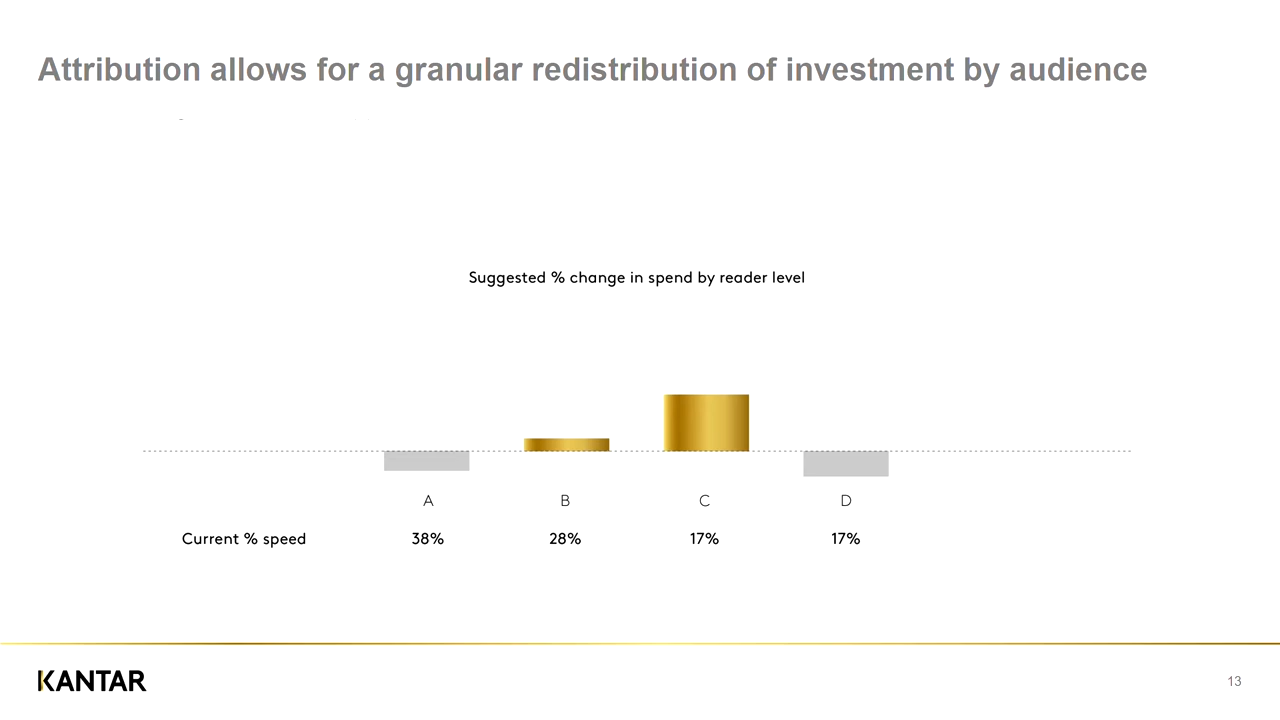 Attribution allows for a granular redistribution of investment by audience
Suggested % change in spend by reader level
A B C D
Current % speed 38% 28% 17% 17%
KANTAR
13